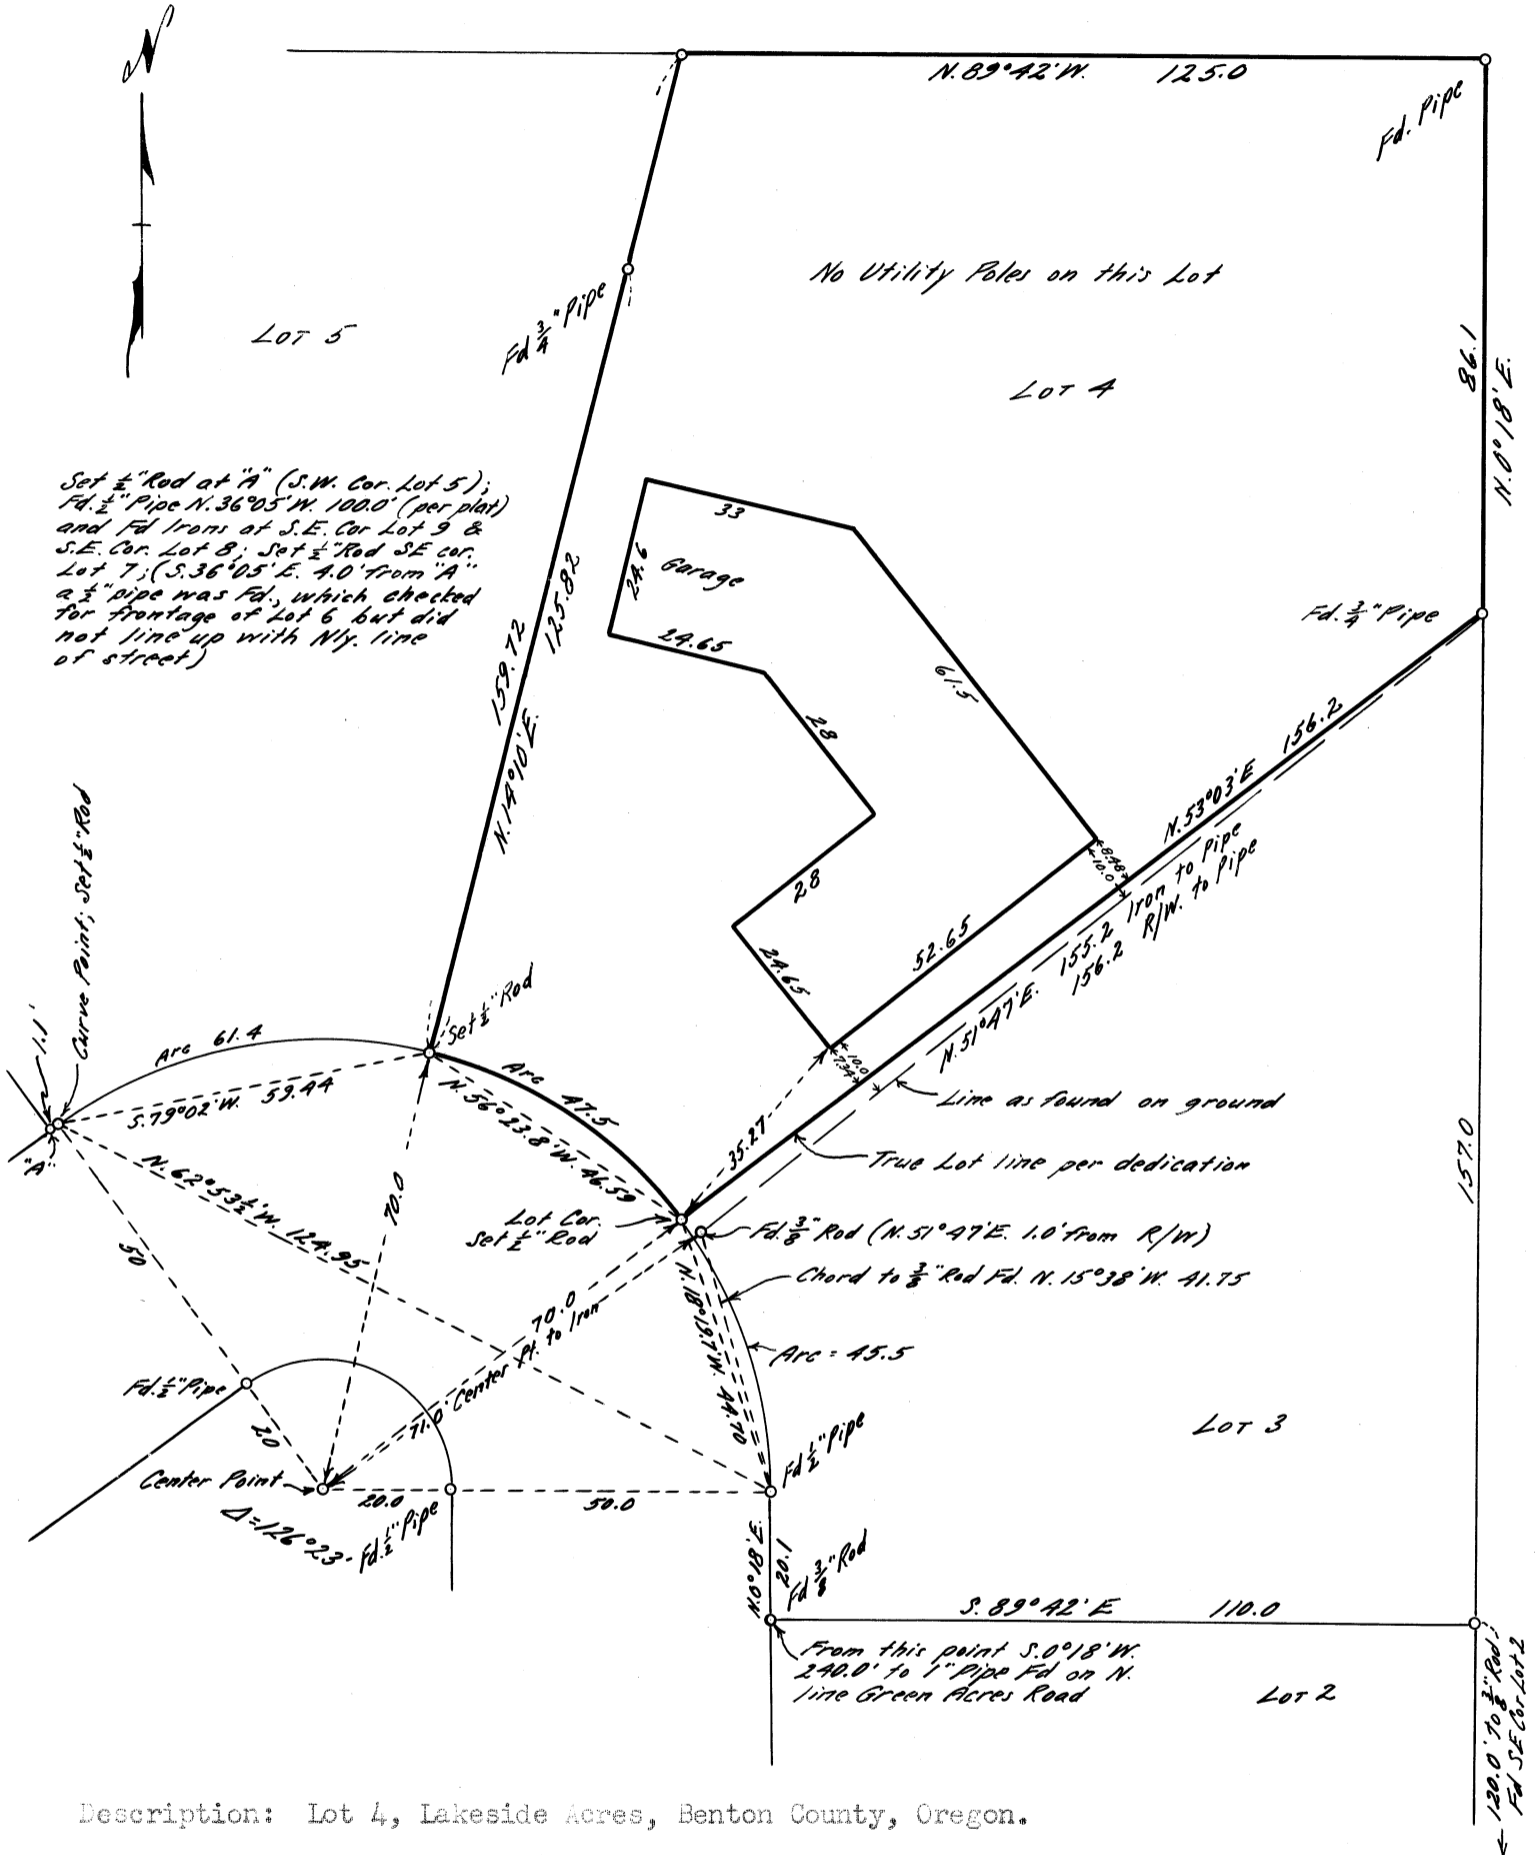 N
N. 89°42' W. 125.0
Fd. Pipe
No Utility Poles on this Lot
Fd 3/4" Pipe
LOT 5
LOT 4
86.1
N. 0°18' E.
Set 1/2" Rod at "A" (S.W. Cor. Lot 5);
Fd. 1/2" Pipe N. 36°05' W. 100.0' (per plat)
and Fd Irons at S.E. Cor Lot 9 &
S.E. Cor. Lot 8; Set 1/2" Rod SE cor.
Lot 7; (S. 36°05' E. 4.0' from "A"
a 1/2" pipe was Fd., which checked
for frontage of Lot 6 but did
not line up with Nly. line
of street)
33
24.6
Garage
24.65
61.5
28
28
24.65
52.65
159.72
125.82
N. 14°10' E.
Fd. 3/4" Pipe
N. 53°03' E 156.2
8.48
10.0
155.2 Iron to Pipe
N. 51°47' E. 156.2 R/W. to Pipe
Curve Point; Set 1/2" Rod
1.1'
"A"
Arc 61.4
S. 79°02' W. 59.44
Set 1/2" Rod
Arc 47.5
N. 56°23.8' W. 46.59
10.0
7.34
35.27
Line as found on ground
True Lot line per dedication
157.0
N. 62°53 1/2' W. 124.95
70.0
Lot Cor.
Set 1/2" Rod
Fd. 3/8" Rod (N. 51°47' E. 1.0' from R/W)
Chord to 3/8" Rod Fd. N. 15°38' W. 41.75
50
70.0
71.0 Center Pt. to Iron
N. 18°19.7' W. 44.70
Arc = 45.5
Fd. 1/2" Pipe
20
LOT 3
Fd 1/2" Pipe
Center Point
20.0
50.0
Δ=126°23'
Fd. 1/2" Pipe
N. 0°18' E.
20.1
Fd 3/8" Rod
S. 89°42' E 110.0
From this point S. 0°18' W.
240.0' to 1" Pipe Fd on N.
line Green Acres Road
LOT 2
← 120.0' To 3/8" Rod;
Fd SE Cor Lot 2
Description: Lot 4, Lakeside Acres, Benton County, Oregon.